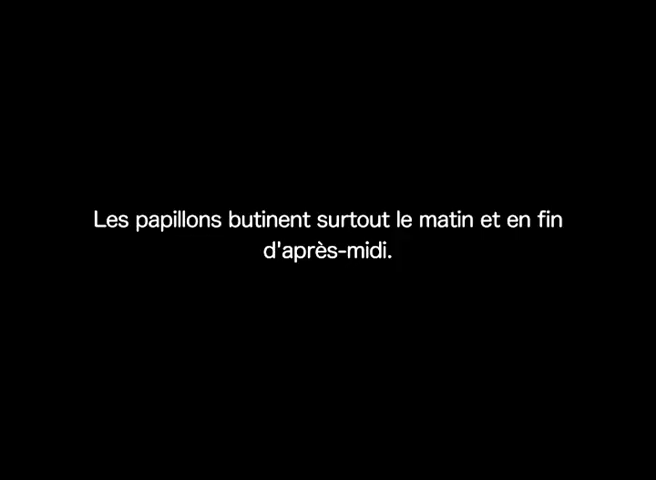 Les papillons butinent surtout le matin et en fin
d'après-midi.